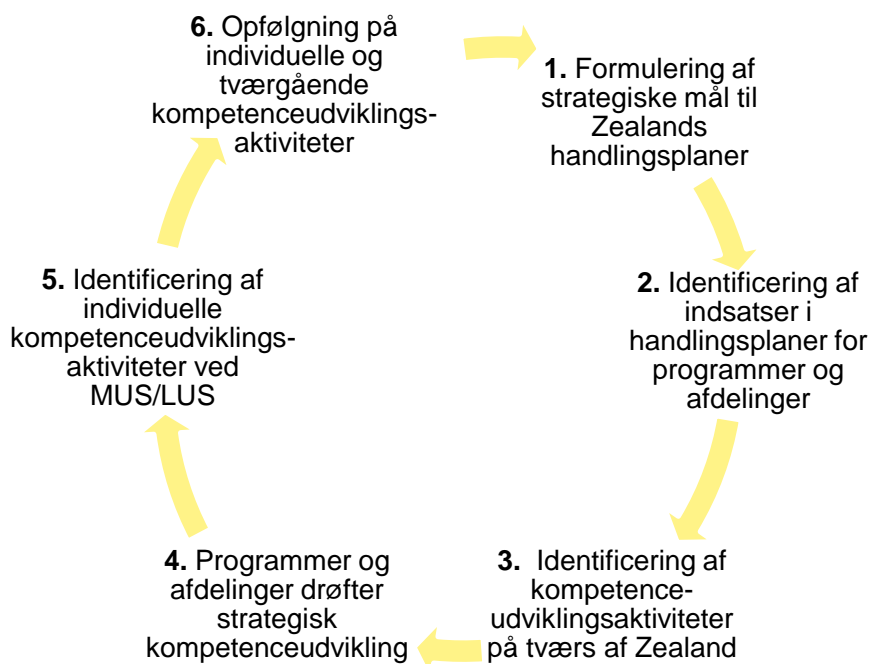 1. Formulering af
strategiske mål til
Zealands
handlingsplaner
2. Identificering af
indsatser i
handlingsplaner for
programmer og
afdelinger
3. Identificering af
kompetence-
udviklingsaktiviteter
på tværs af Zealand
4. Programmer og
afdelinger drøfter
strategisk
kompetenceudvikling
5. Identificering af
individuelle
kompetenceudviklings-
aktiviteter ved
MUS/LUS
6. Opfølgning på
individuelle og
tværgående
kompetenceudviklings-
aktiviteter